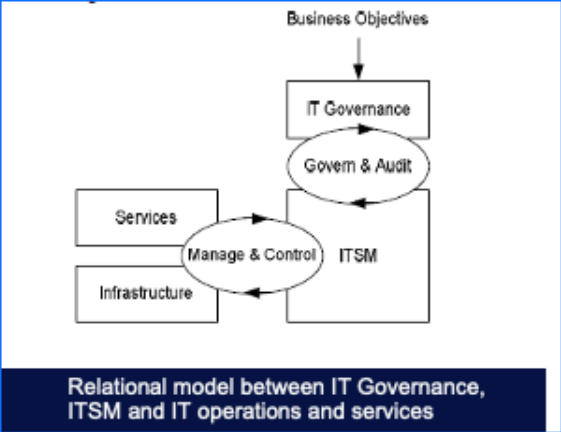 Business Objectives
IT Governance
Govern & Audit
Services
Manage & Control
ITSM
Infrastructure
Relational model between IT Governance,
ITSM and IT operations and services